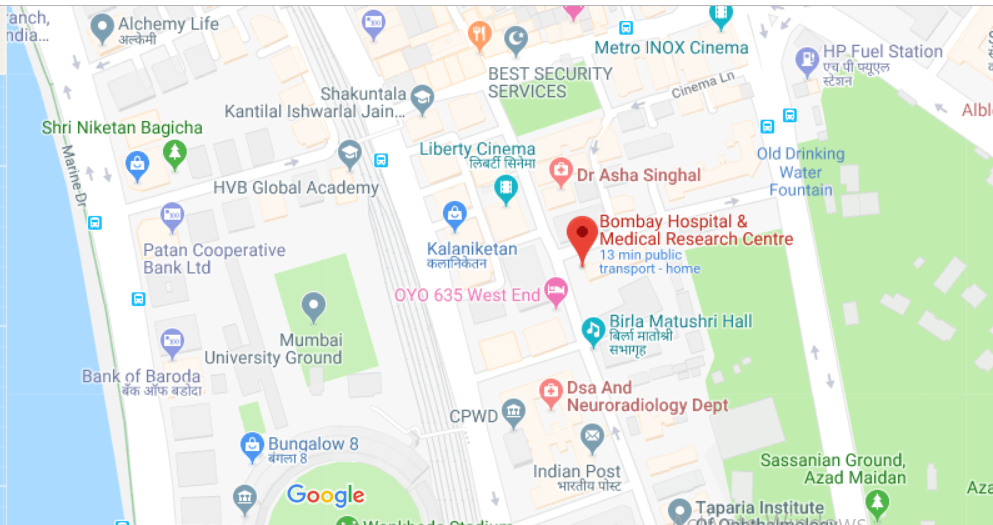 ranch,
ndia...
Alchemy Life
अल्केमी
Metro INOX Cinema
HP Fuel Station
एच पी फ्यूएल
स्टेशन
BEST SECURITY
SERVICES
Cinema Ln
Shakuntala
Kantilal Ishwarlal Jain...
Albl
Shri Niketan Bagicha
Marine Dr
Liberty Cinema
लिबर्टी सिनेमा
Old Drinking
Water
Fountain
HVB Global Academy
Dr Asha Singhal
Patan Cooperative
Bank Ltd
Kalaniketan
कलानिकेतन
Bombay Hospital &
Medical Research Centre
13 min public
transport - home
OYO 635 West End
Mumbai
University Ground
Birla Matushri Hall
बिर्ला मातोश्री
सभागृह
Bank of Baroda
बँक ऑफ बडोदा
Dsa And
Neuroradiology Dept
CPWD
Bungalow 8
बंगला 8
Indian Post
भारतीय पोस्ट
Sassanian Ground,
Azad Maidan
Aza
Google
Taparia Institute
Of Ophthalmology
Wankhede Stadium